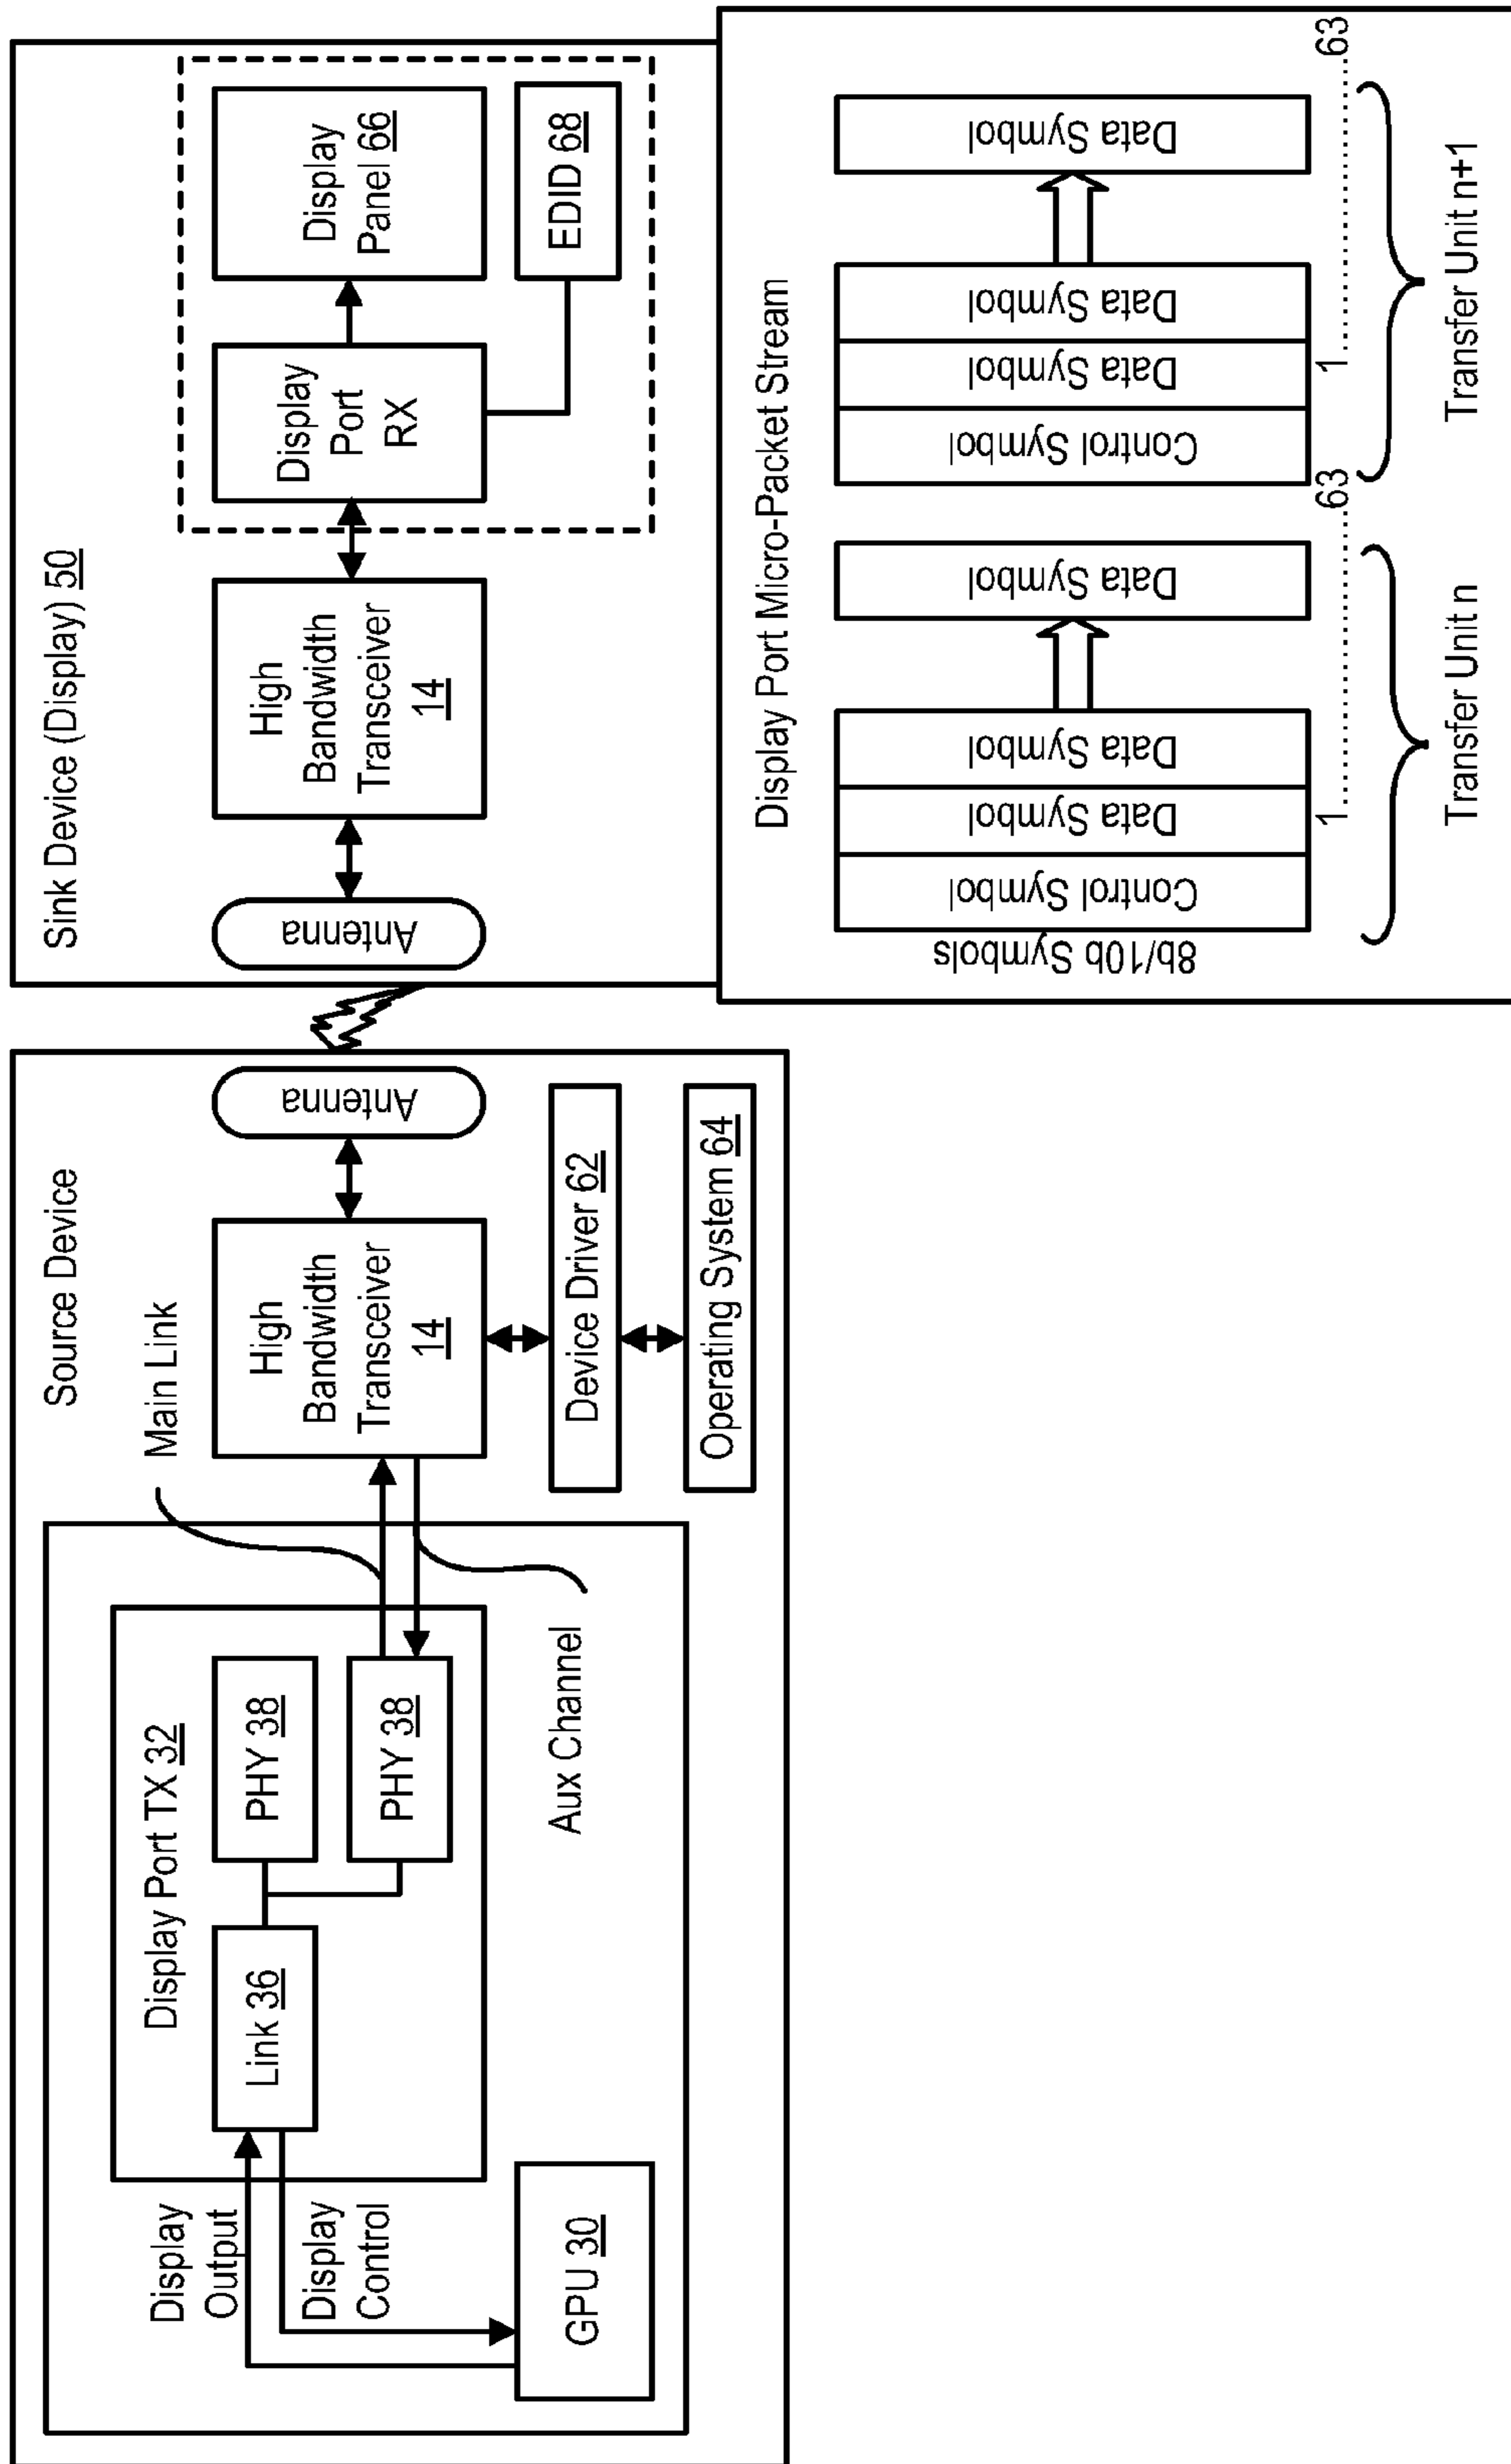 Source Device
Display Port TX 32
Link 36
PHY 38
PHY 38
Display
Output
Display
Control
GPU 30
Aux Channel
Main Link
High
Bandwidth
Transceiver
14
Antenna
Device Driver 62
Operating System 64
Sink Device (Display) 50
Antenna
High
Bandwidth
Transceiver
14
Display
Port
RX
Display
Panel 66
EDID 68
Display Port Micro-Packet Stream
8b/10b Symbols
Control Symbol
Data Symbol
Data Symbol
Data Symbol
1 63
Transfer Unit n
Control Symbol
Data Symbol
Data Symbol
Data Symbol
1 63
Transfer Unit n+1